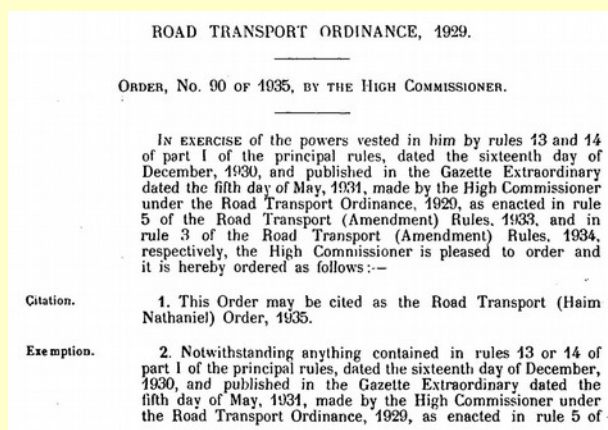 ROAD TRANSPORT ORDINANCE, 1929.
ORDER, No. 90 OF 1935, BY THE HIGH COMMISSIONER.
IN EXERCISE of the powers vested in him by rules 13 and 14
of part I of the principal rules, dated the sixteenth day of
December, 1930, and published in the Gazette Extraordinary
dated the fifth day of May, 1931, made by the High Commissioner
under the Road Transport Ordinance, 1929, as enacted in rule
5 of the Road Transport (Amendment) Rules, 1933, and in
rule 3 of the Road Transport (Amendment) Rules, 1934,
respectively, the High Commissioner is pleased to order and
it is hereby ordered as follows:—
Citation. 1. This Order may be cited as the Road Transport (Haim
Nathaniel) Order, 1935.
Exemption. 2. Notwithstanding anything contained in rules 13 or 14 of
part I of the principal rules, dated the sixteenth day of December,
1930, and published in the Gazette Extraordinary dated the
fifth day of May, 1931, made by the High Commissioner under
the Road Transport Ordinance, 1929, as enacted in rule 5 of